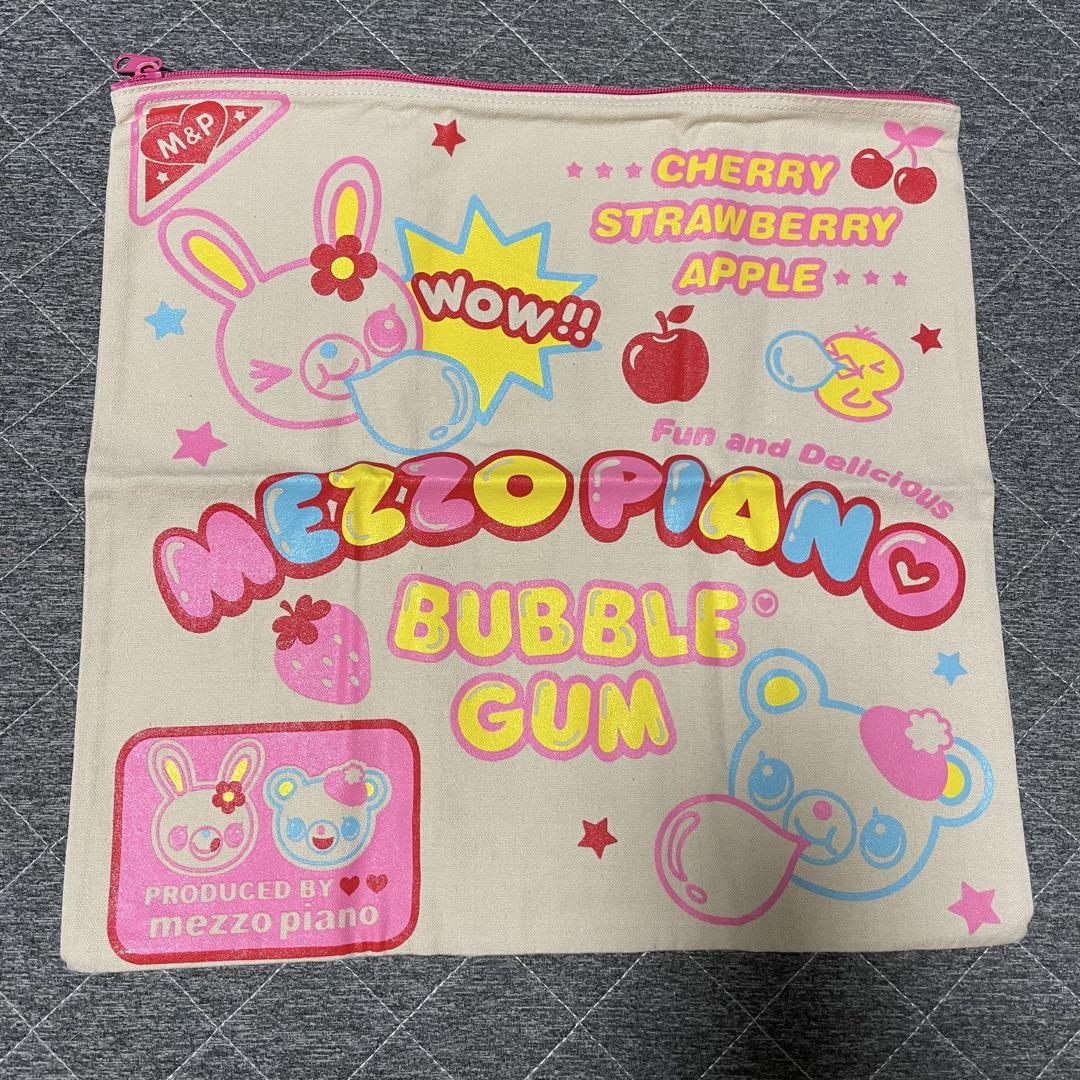 M&P
CHERRY
STRAWBERRY
APPLE
WOW!!
Fun and Delicious
MEZZO PIANO
BUBBLE
GUM
PRODUCED BY
mezzo piano